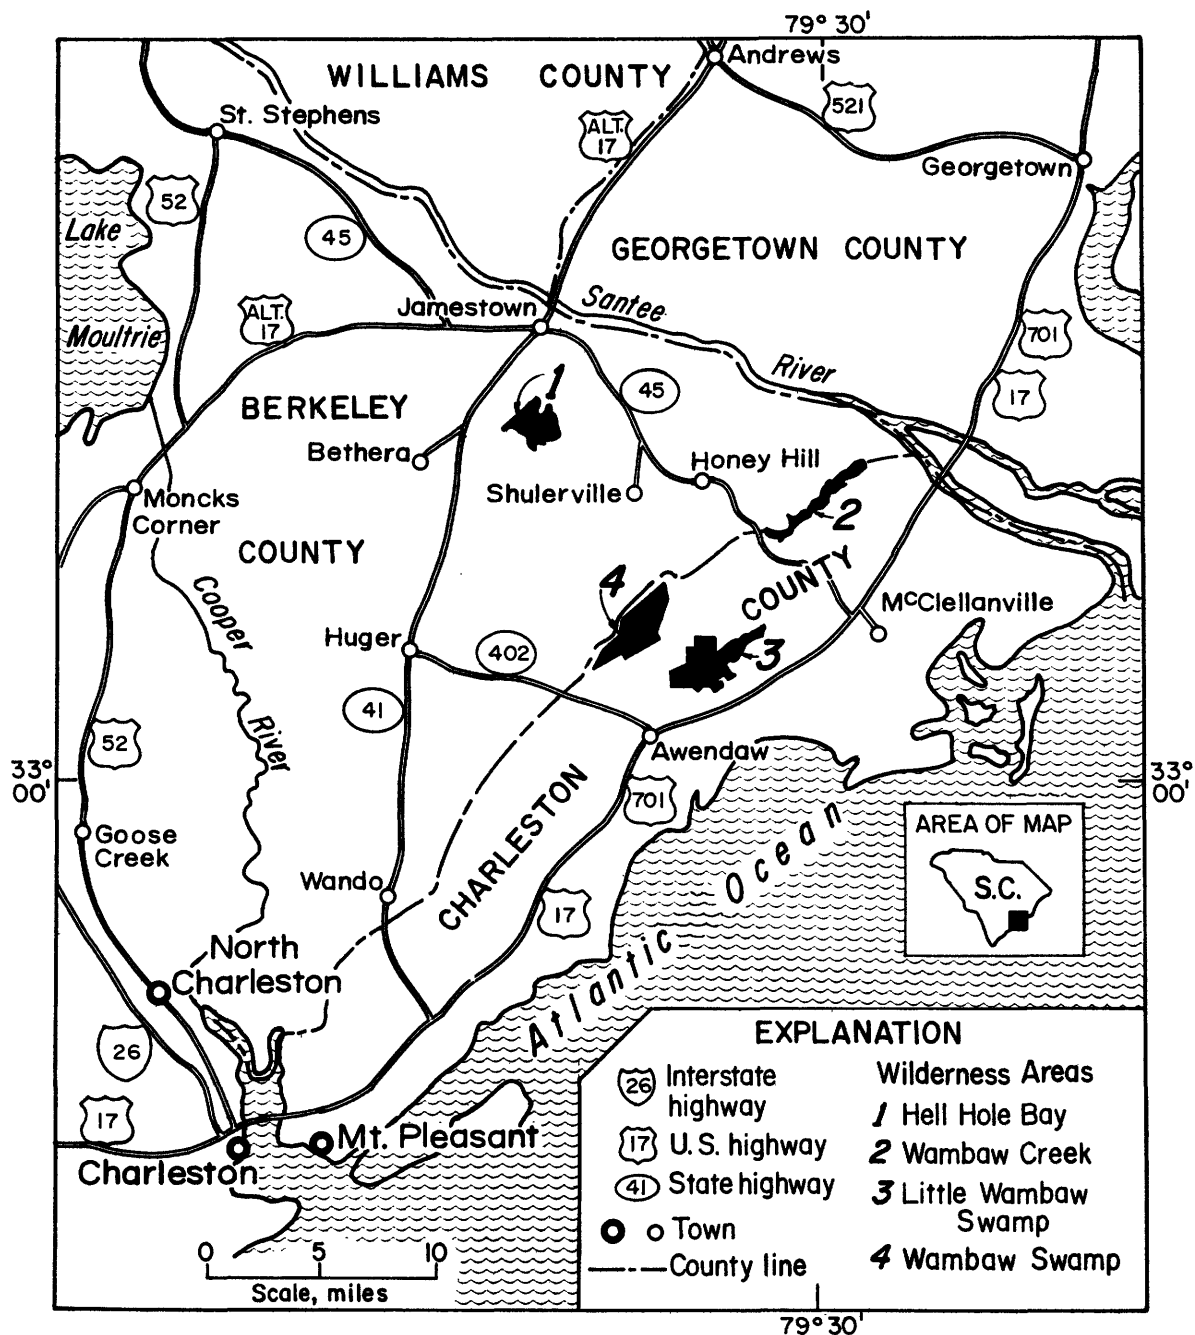 79° 30'
WILLIAMS COUNTY
Andrews
St. Stephens
521
ALT.
17
Georgetown
52
Lake
45
GEORGETOWN COUNTY
Santee
ALT.
17
Jamestown
Moultrie
701
River
1
45
17
BERKELEY
Bethera
Honey Hill
Shulerville
Moncks
Corner
2
COUNTY
4
COUNTY
Cooper
McClellanville
Huger
402
3
41
River
52
Awendaw
33°
00'
33°
00'
CHARLESTON
701
Ocean
AREA OF MAP
S.C.
Goose
Creek
Wando
17
North
Charleston
Atlantic
26
17
Mt. Pleasant
Charleston
EXPLANATION
26 Interstate
highway
17 U.S. highway
41 State highway
Town
County line
Wilderness Areas
1 Hell Hole Bay
2 Wambaw Creek
3 Little Wambaw
Swamp
4 Wambaw Swamp
0 5 10
Scale, miles
79° 30'